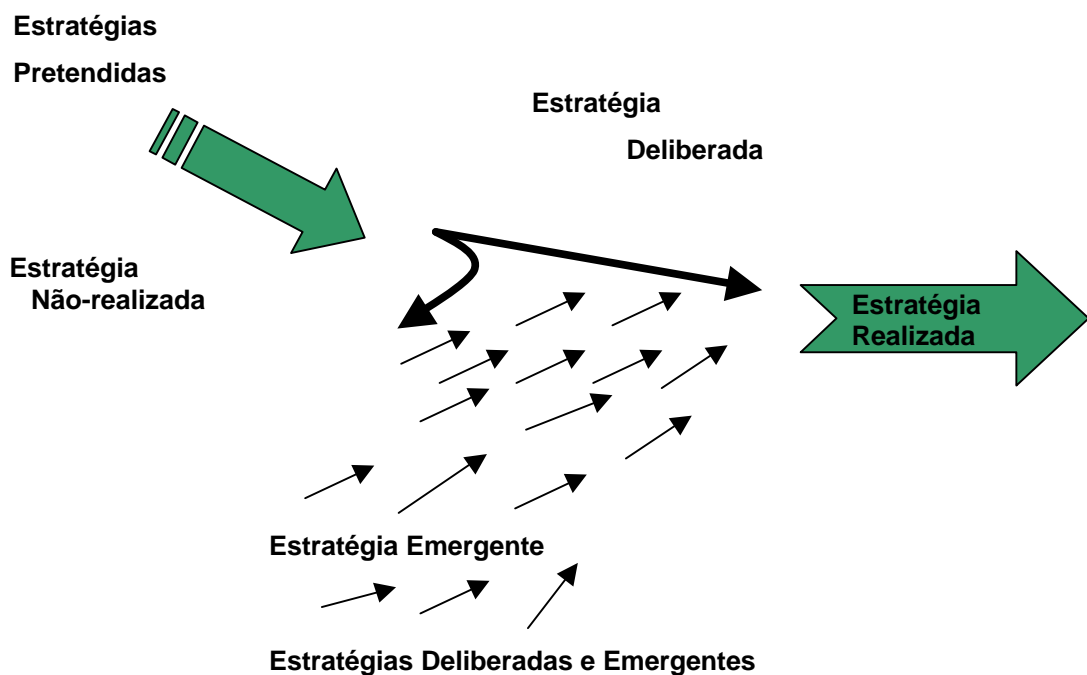 Estratégias
Pretendidas
Estratégia
Deliberada
Estratégia
Não-realizada
Estratégia
Realizada
Estratégia Emergente
Estratégias Deliberadas e Emergentes